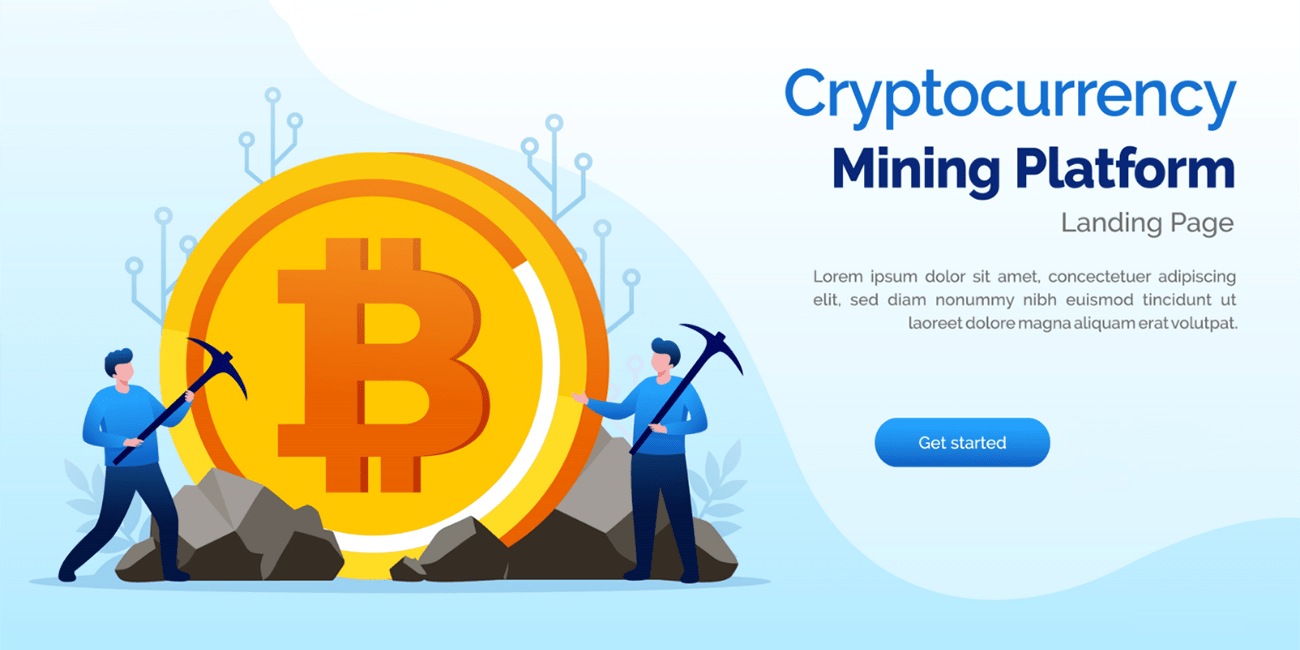 Cryptocurrency
Mining Platform
Landing Page
Lorem ipsum dolor sit amet, concectetuer adipiscing
elit, sed diam nonummy nibh euismod tincidunt ut
laoreet dolore magna aliquam erat volutpat.
Get started